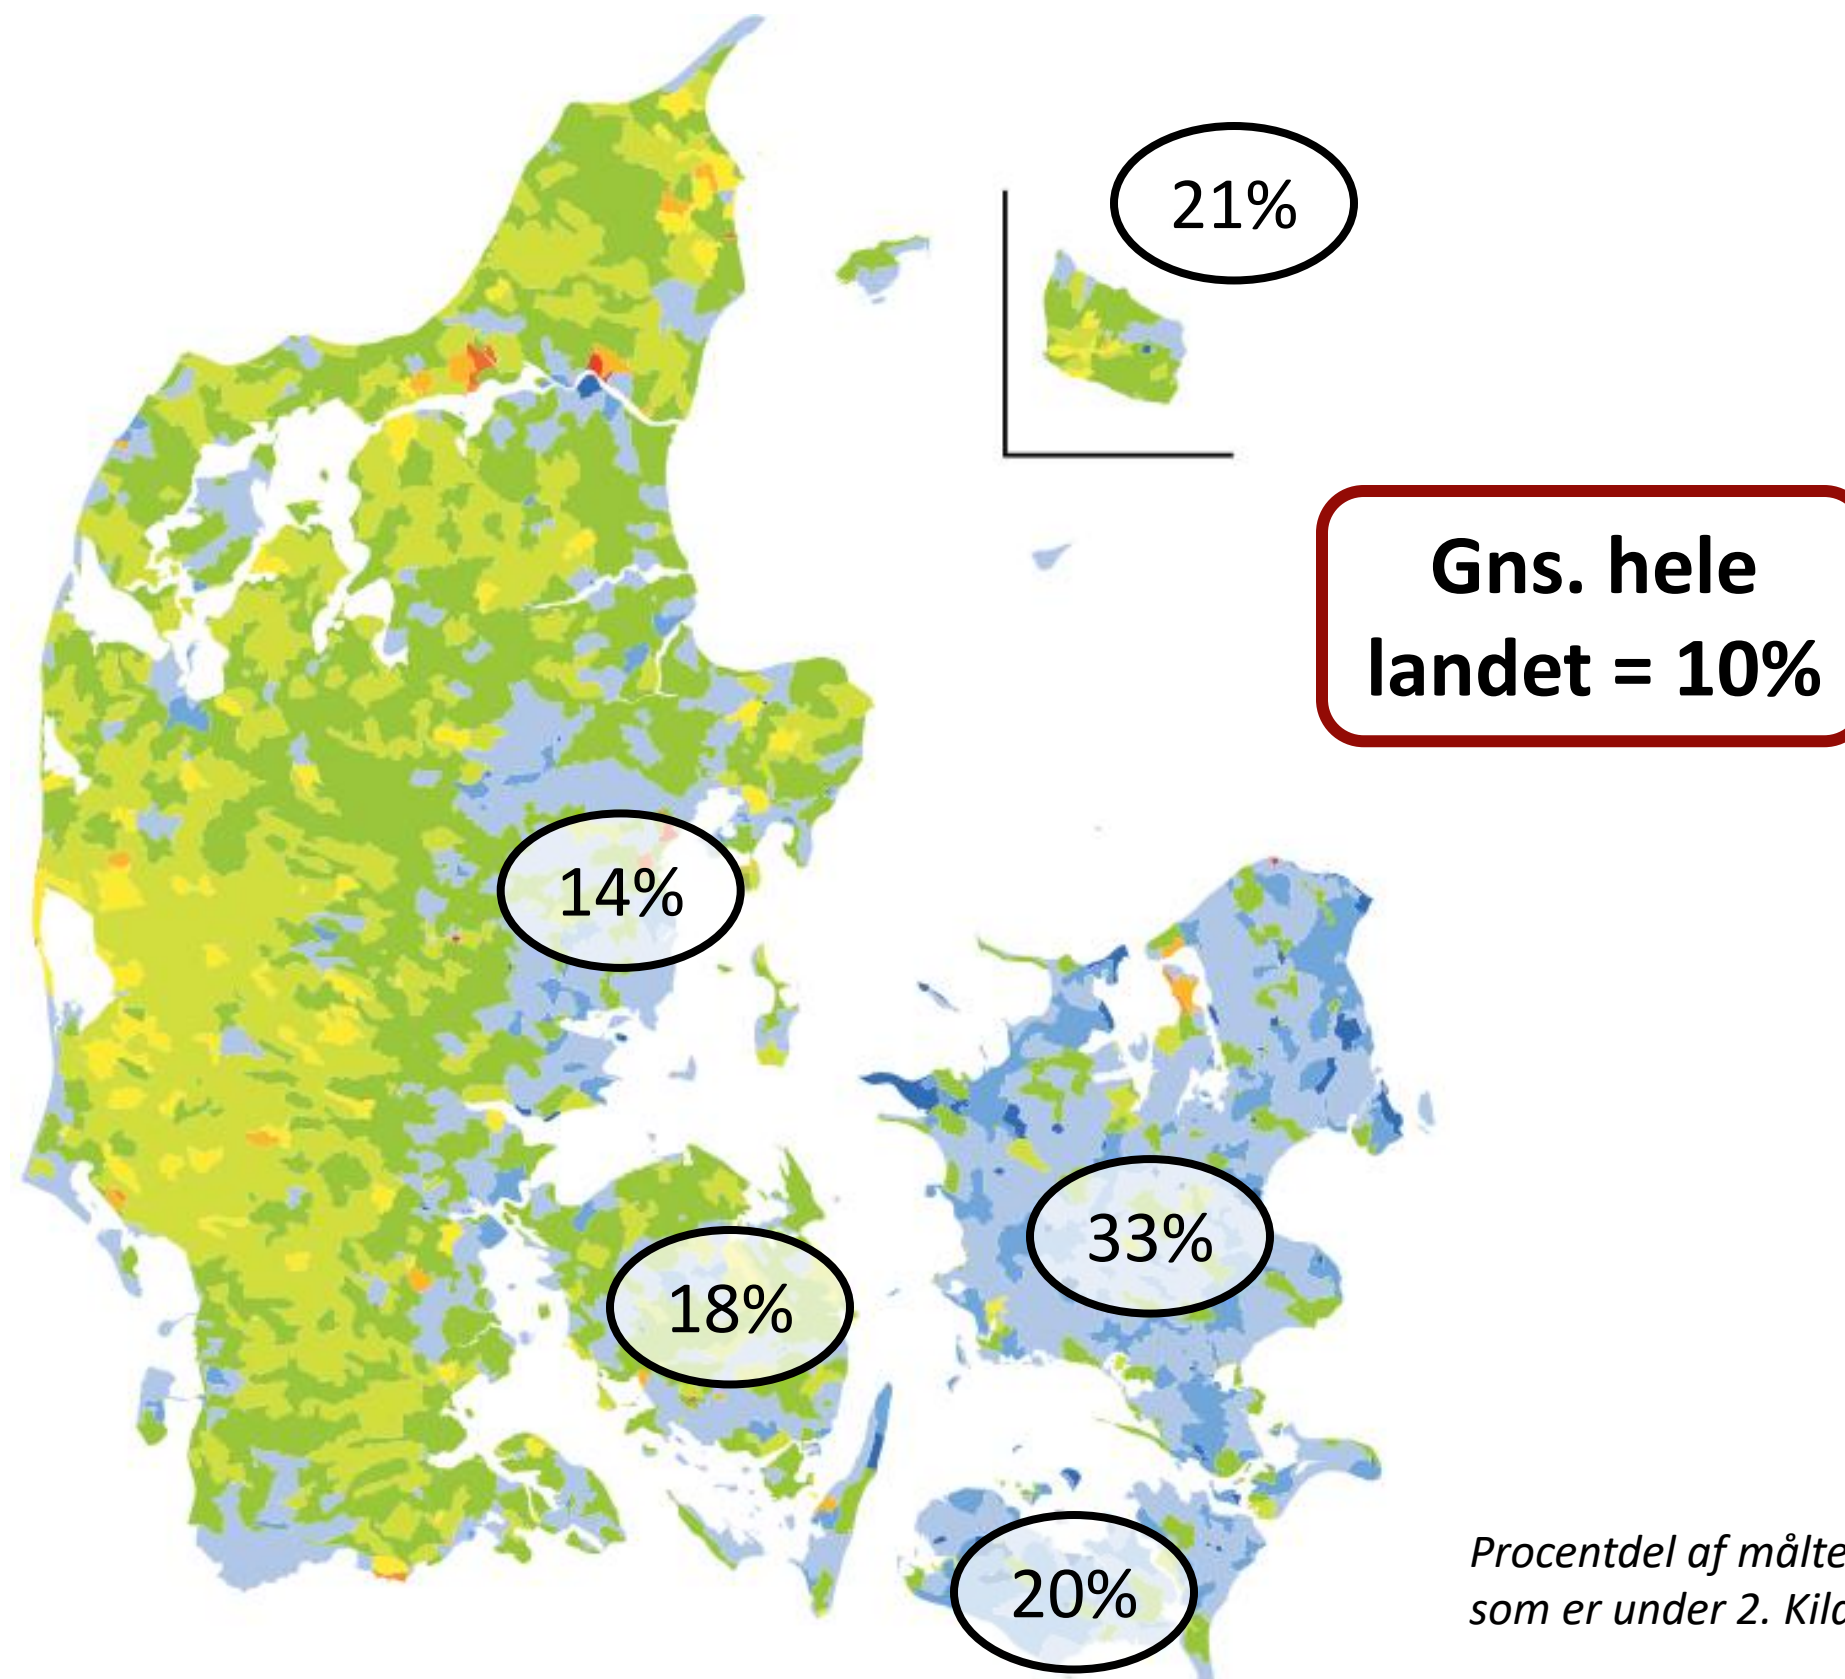 21%
Gns. hele
landet = 10%
14%
33%
18%
20%
Procentdel af målte
som er under 2. Kild